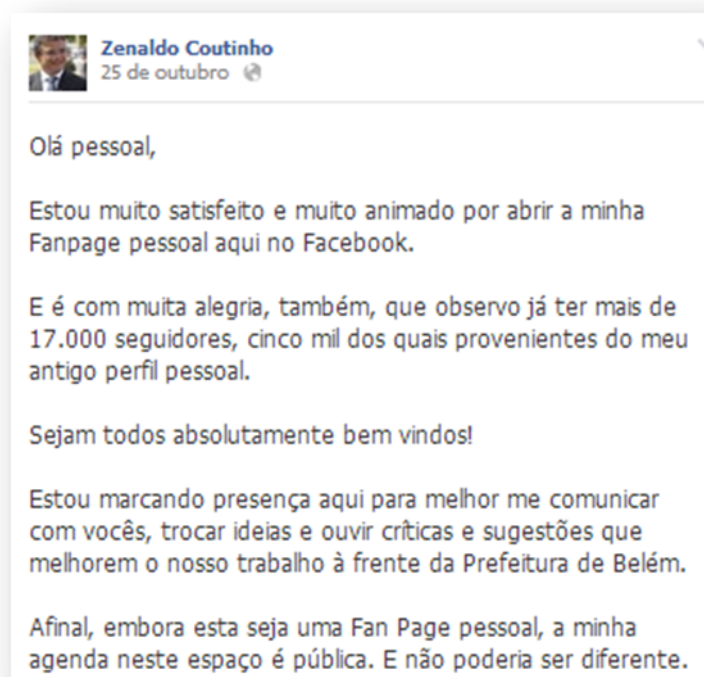 Zenaldo Coutinho
25 de outubro
Olá pessoal,
Estou muito satisfeito e muito animado por abrir a minha
Fanpage pessoal aqui no Facebook.
E é com muita alegria, também, que observo já ter mais de
17.000 seguidores, cinco mil dos quais provenientes do meu
antigo perfil pessoal.
Sejam todos absolutamente bem vindos!
Estou marcando presença aqui para melhor me comunicar
com vocês, trocar ideias e ouvir críticas e sugestões que
melhorem o nosso trabalho à frente da Prefeitura de Belém.
Afinal, embora esta seja uma Fan Page pessoal, a minha
agenda neste espaço é pública. E não poderia ser diferente.